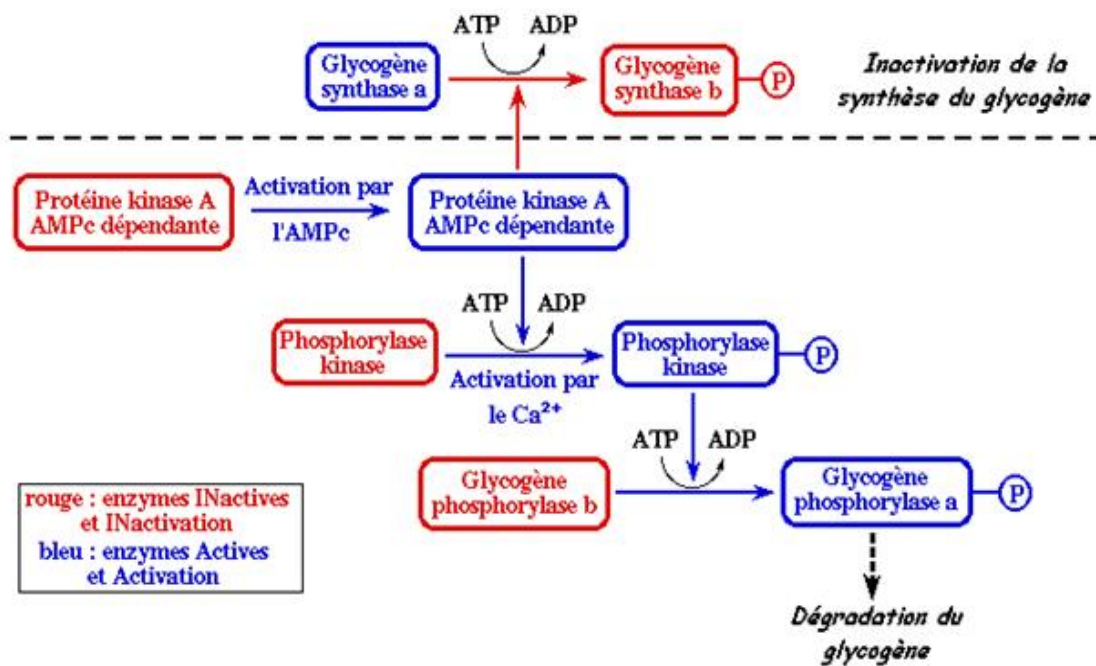 ATP ADP
Glycogène
synthase a
Glycogène
synthase b
P
Inactivation de la
synthèse du glycogène
Protéine kinase A
AMPc dépendante
Activation par
l'AMPc
Protéine kinase A
AMPc dépendante
ATP ADP
Phosphorylase
kinase
Activation par
le Ca²⁺
Phosphorylase
kinase
P
ATP ADP
Glycogène
phosphorylase b
Glycogène
phosphorylase a
P
rouge : enzymes INactives
et INactivation
bleu : enzymes Actives
et Activation
Dégradation du
glycogène